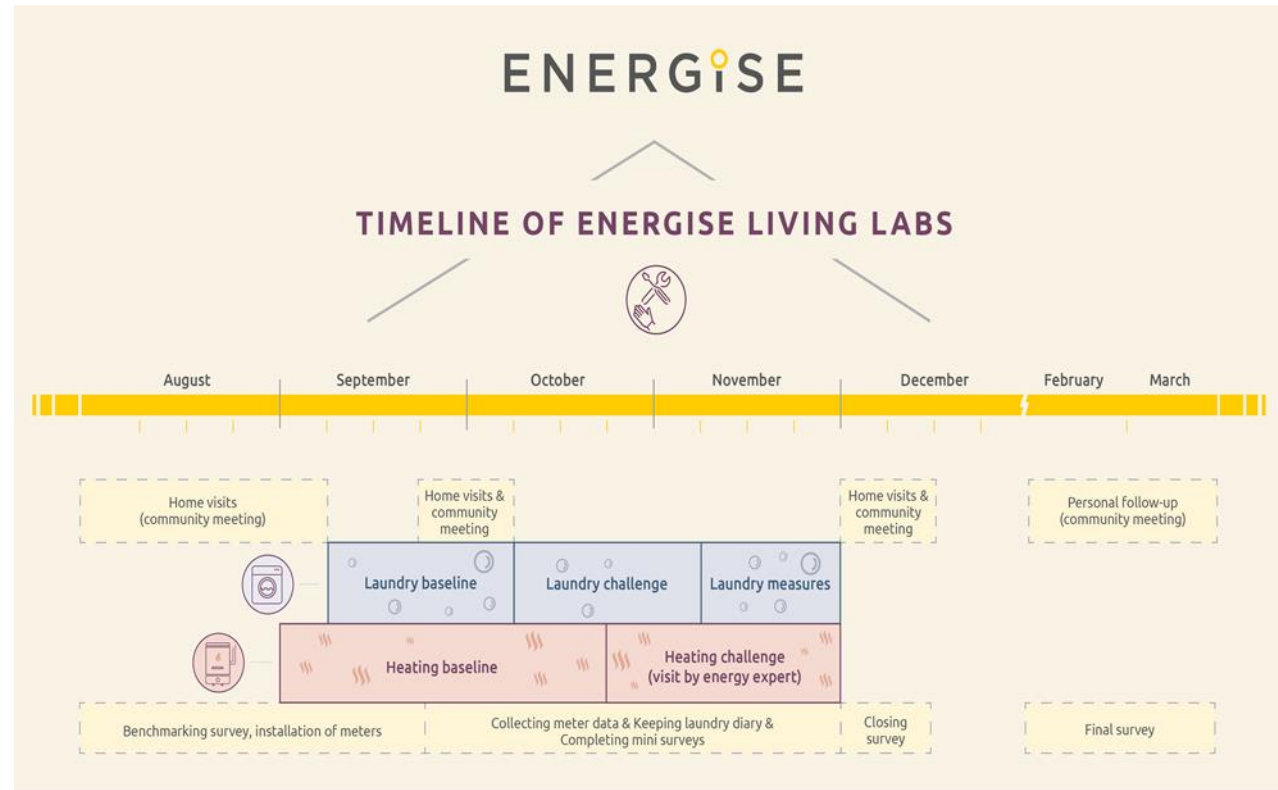 ENERGISE
TIMELINE OF ENERGISE LIVING LABS
August
September
October
November
December
February
March
Home visits
(community meeting)
Home visits &
community
meeting
Home visits &
community
meeting
Personal follow-up
(community meeting)
Laundry baseline
Laundry challenge
Laundry measures
Heating baseline
Heating challenge
(visit by energy expert)
Benchmarking survey, installation of meters
Collecting meter data & Keeping laundry diary &
Completing mini surveys
Closing
survey
Final survey